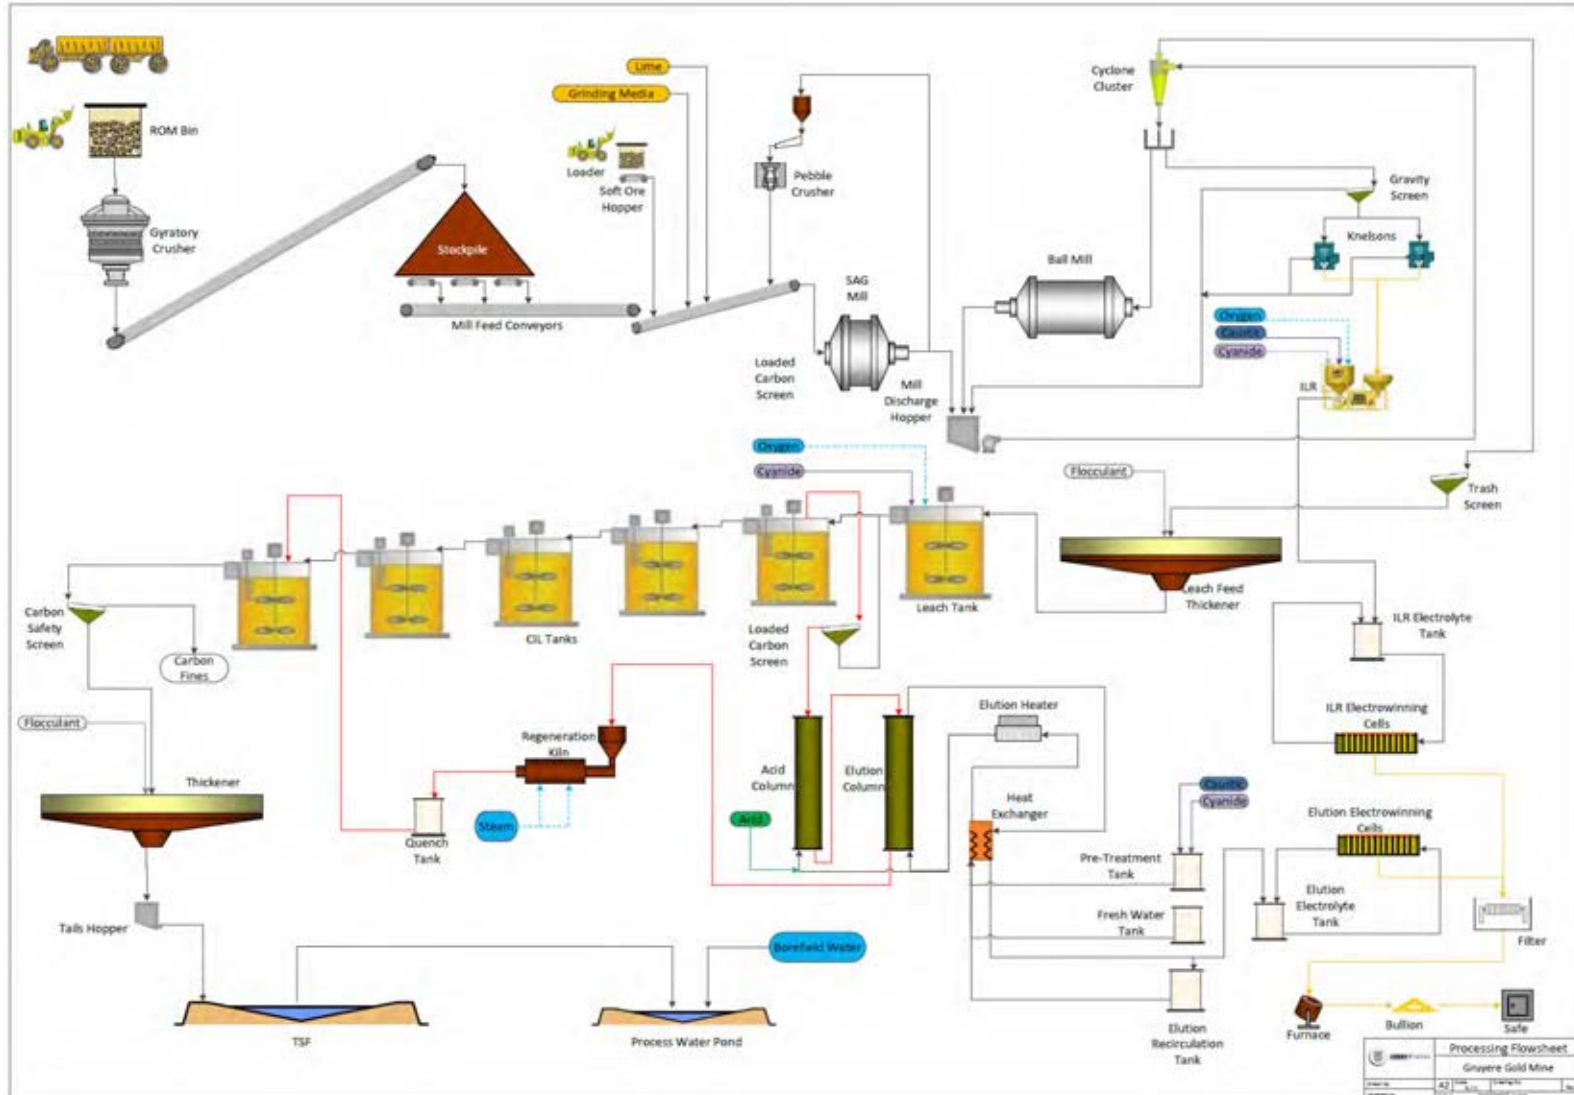 Lime
Grinding Media
Cyclone
Cluster
ROM Bin
Loader
Soft Ore
Hopper
Pebble
Crusher
Gravity
Screen
Gyratory
Crusher
Stockpile
Knelsons
Ball Mill
SAG
Mill
Mill Feed Conveyors
Oxygen
Caustic
Cyanide
Loaded
Carbon
Screen
Mill
Discharge
Hopper
ILR
Oxygen
Cyanide
Flocculant
Trash
Screen
Leach Feed
Thickener
Leach Tank
Carbon
Safety
Screen
CIL Tanks
Loaded
Carbon
Screen
ILR Electrolyte
Tank
Carbon
Fines
Flocculant
Elution Heater
ILR Electrowinning
Cells
Regeneration
Kiln
Thickener
Acid
Column
Elution
Column
Heat
Exchanger
Caustic
Cyanide
Elution Electrowinning
Cells
Acid
Steam
Quench
Tank
Pre-Treatment
Tank
Elution
Electrolyte
Tank
Fresh Water
Tank
Tails Hopper
Borefield Water
Filter
TSF
Process Water Pond
Elution
Recirculation
Tank
Furnace
Bullion
Safe
Processing Flowsheet
Gruyere Gold Mine
A2